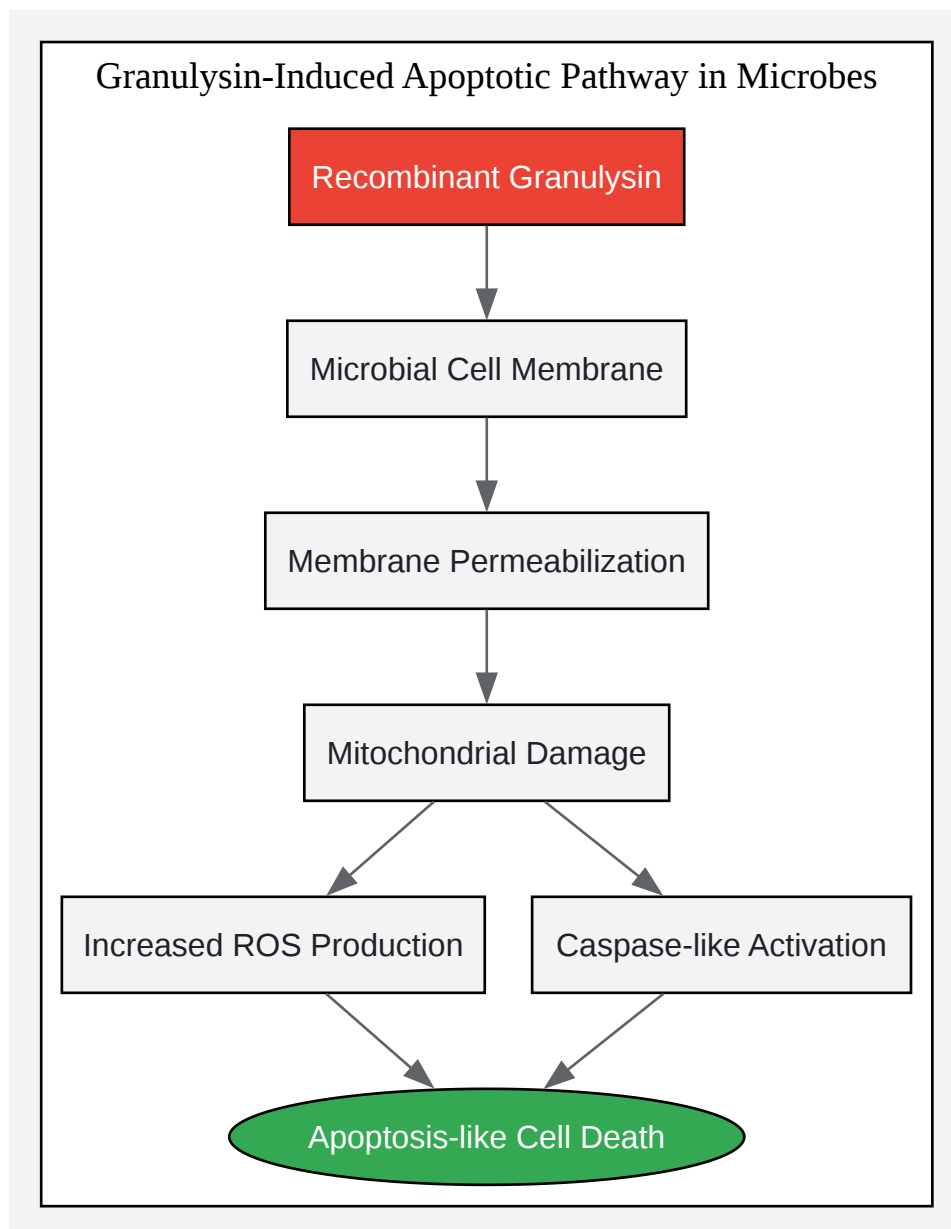 Granulysin-Induced Apoptotic Pathway in Microbes
Recombinant Granulysin
Microbial Cell Membrane
Membrane Permeabilization
Mitochondrial Damage
Increased ROS Production
Caspase-like Activation
Apoptosis-like Cell Death